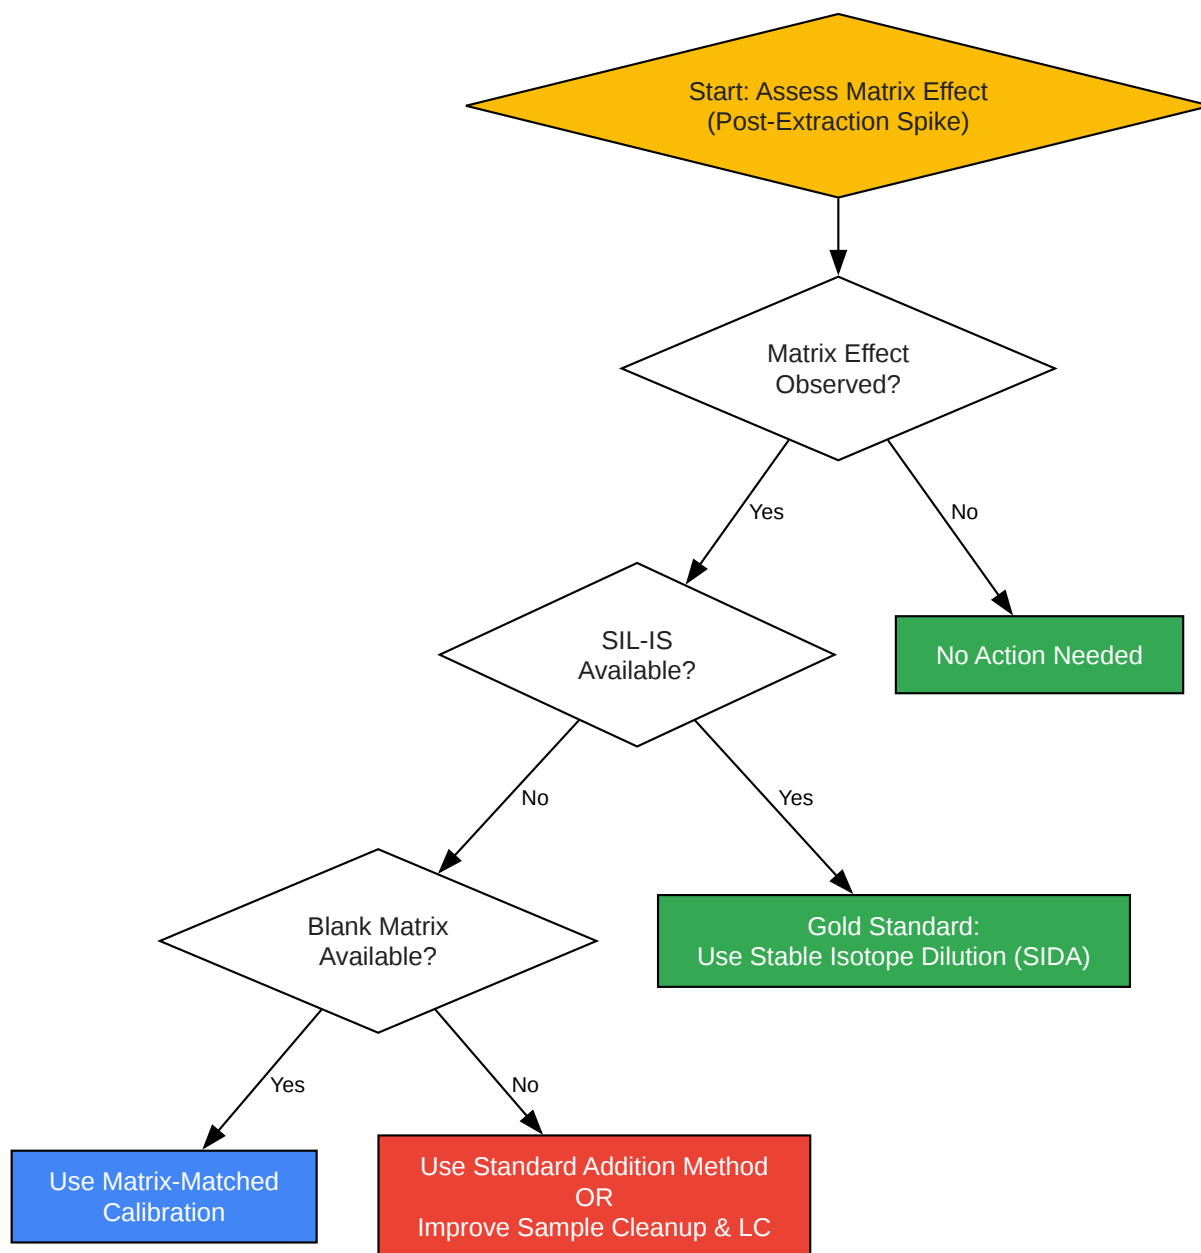 Start: Assess Matrix Effect
(Post-Extraction Spike)
Matrix Effect
Observed?
Yes
No
SIL-IS
Available?
No Action Needed
No
Yes
Blank Matrix
Available?
Gold Standard:
Use Stable Isotope Dilution (SIDA)
Yes
No
Use Matrix-Matched
Calibration
Use Standard Addition Method
OR
Improve Sample Cleanup & LC